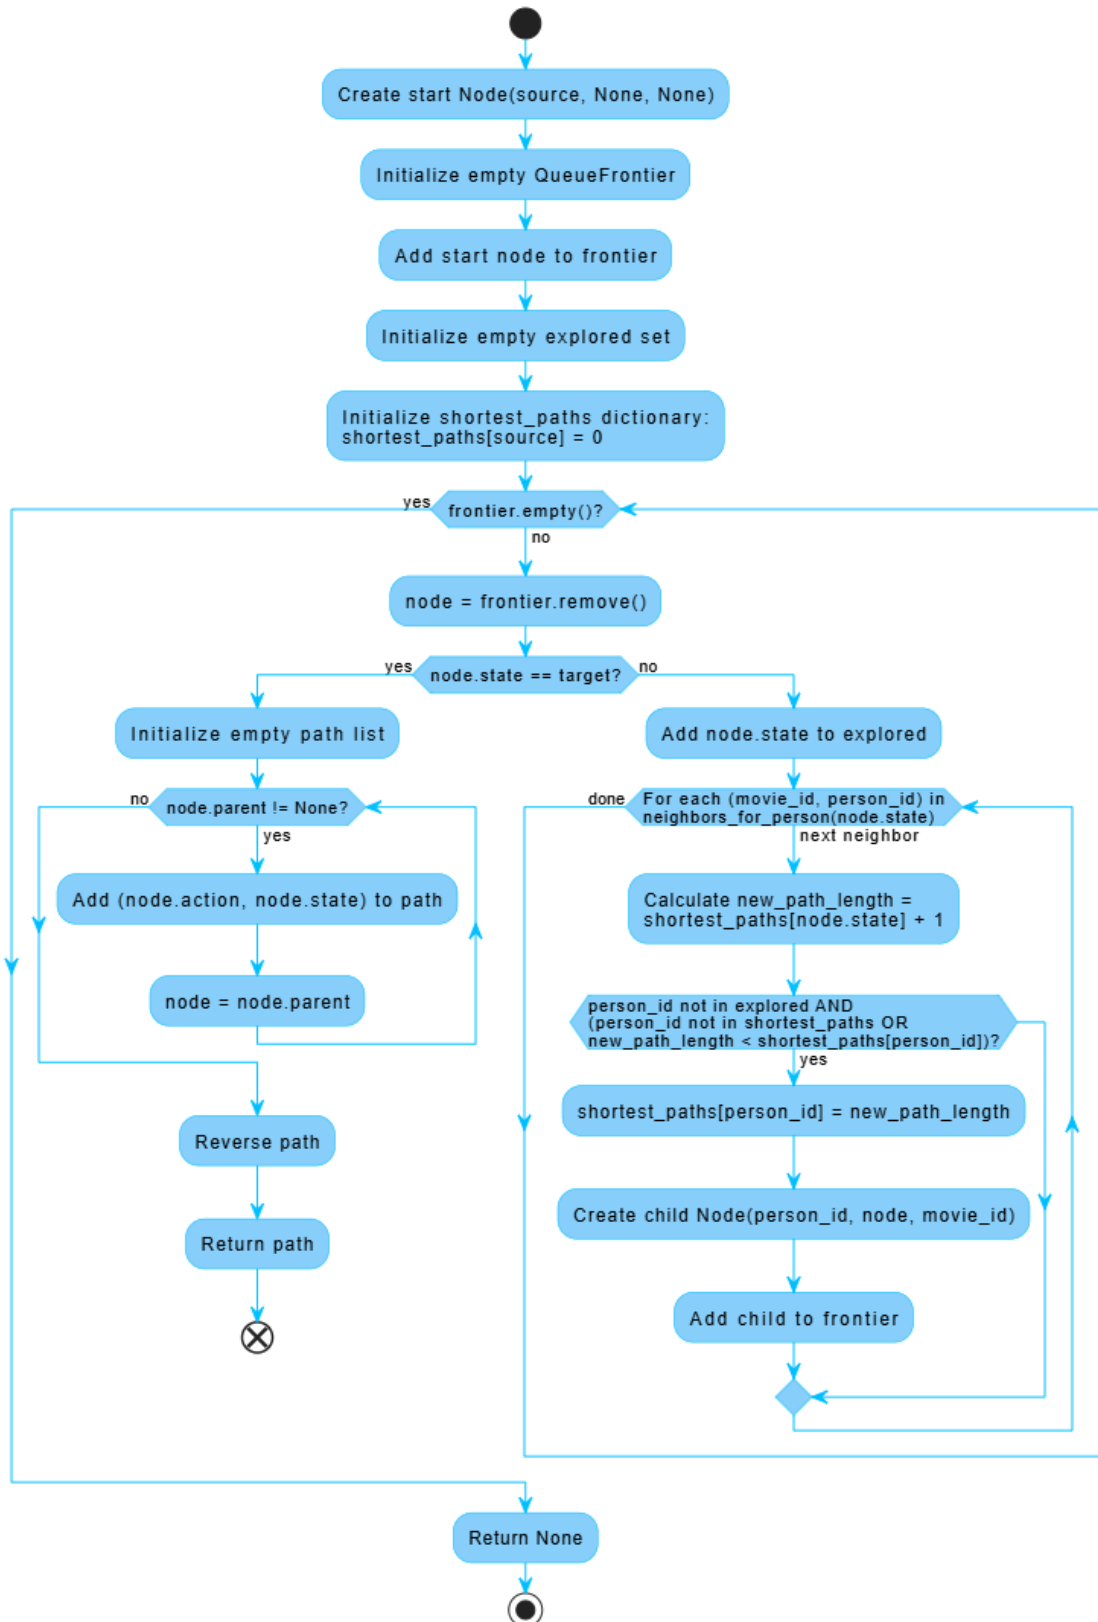 Create start Node(source, None, None)
Initialize empty QueueFrontier
Add start node to frontier
Initialize empty explored set
Initialize shortest_paths dictionary:
shortest_paths[source] = 0
yes
frontier.empty()?
no
node = frontier.remove()
yes
node.state == target?
no
Initialize empty path list
no
node.parent != None?
yes
Add (node.action, node.state) to path
node = node.parent
Reverse path
Return path
Add node.state to explored
done
For each (movie_id, person_id) in
neighbors_for_person(node.state)
next neighbor
Calculate new_path_length =
shortest_paths[node.state] + 1
person_id not in explored AND
(person_id not in shortest_paths OR
new_path_length < shortest_paths[person_id])?
yes
shortest_paths[person_id] = new_path_length
Create child Node(person_id, node, movie_id)
Add child to frontier
Return None